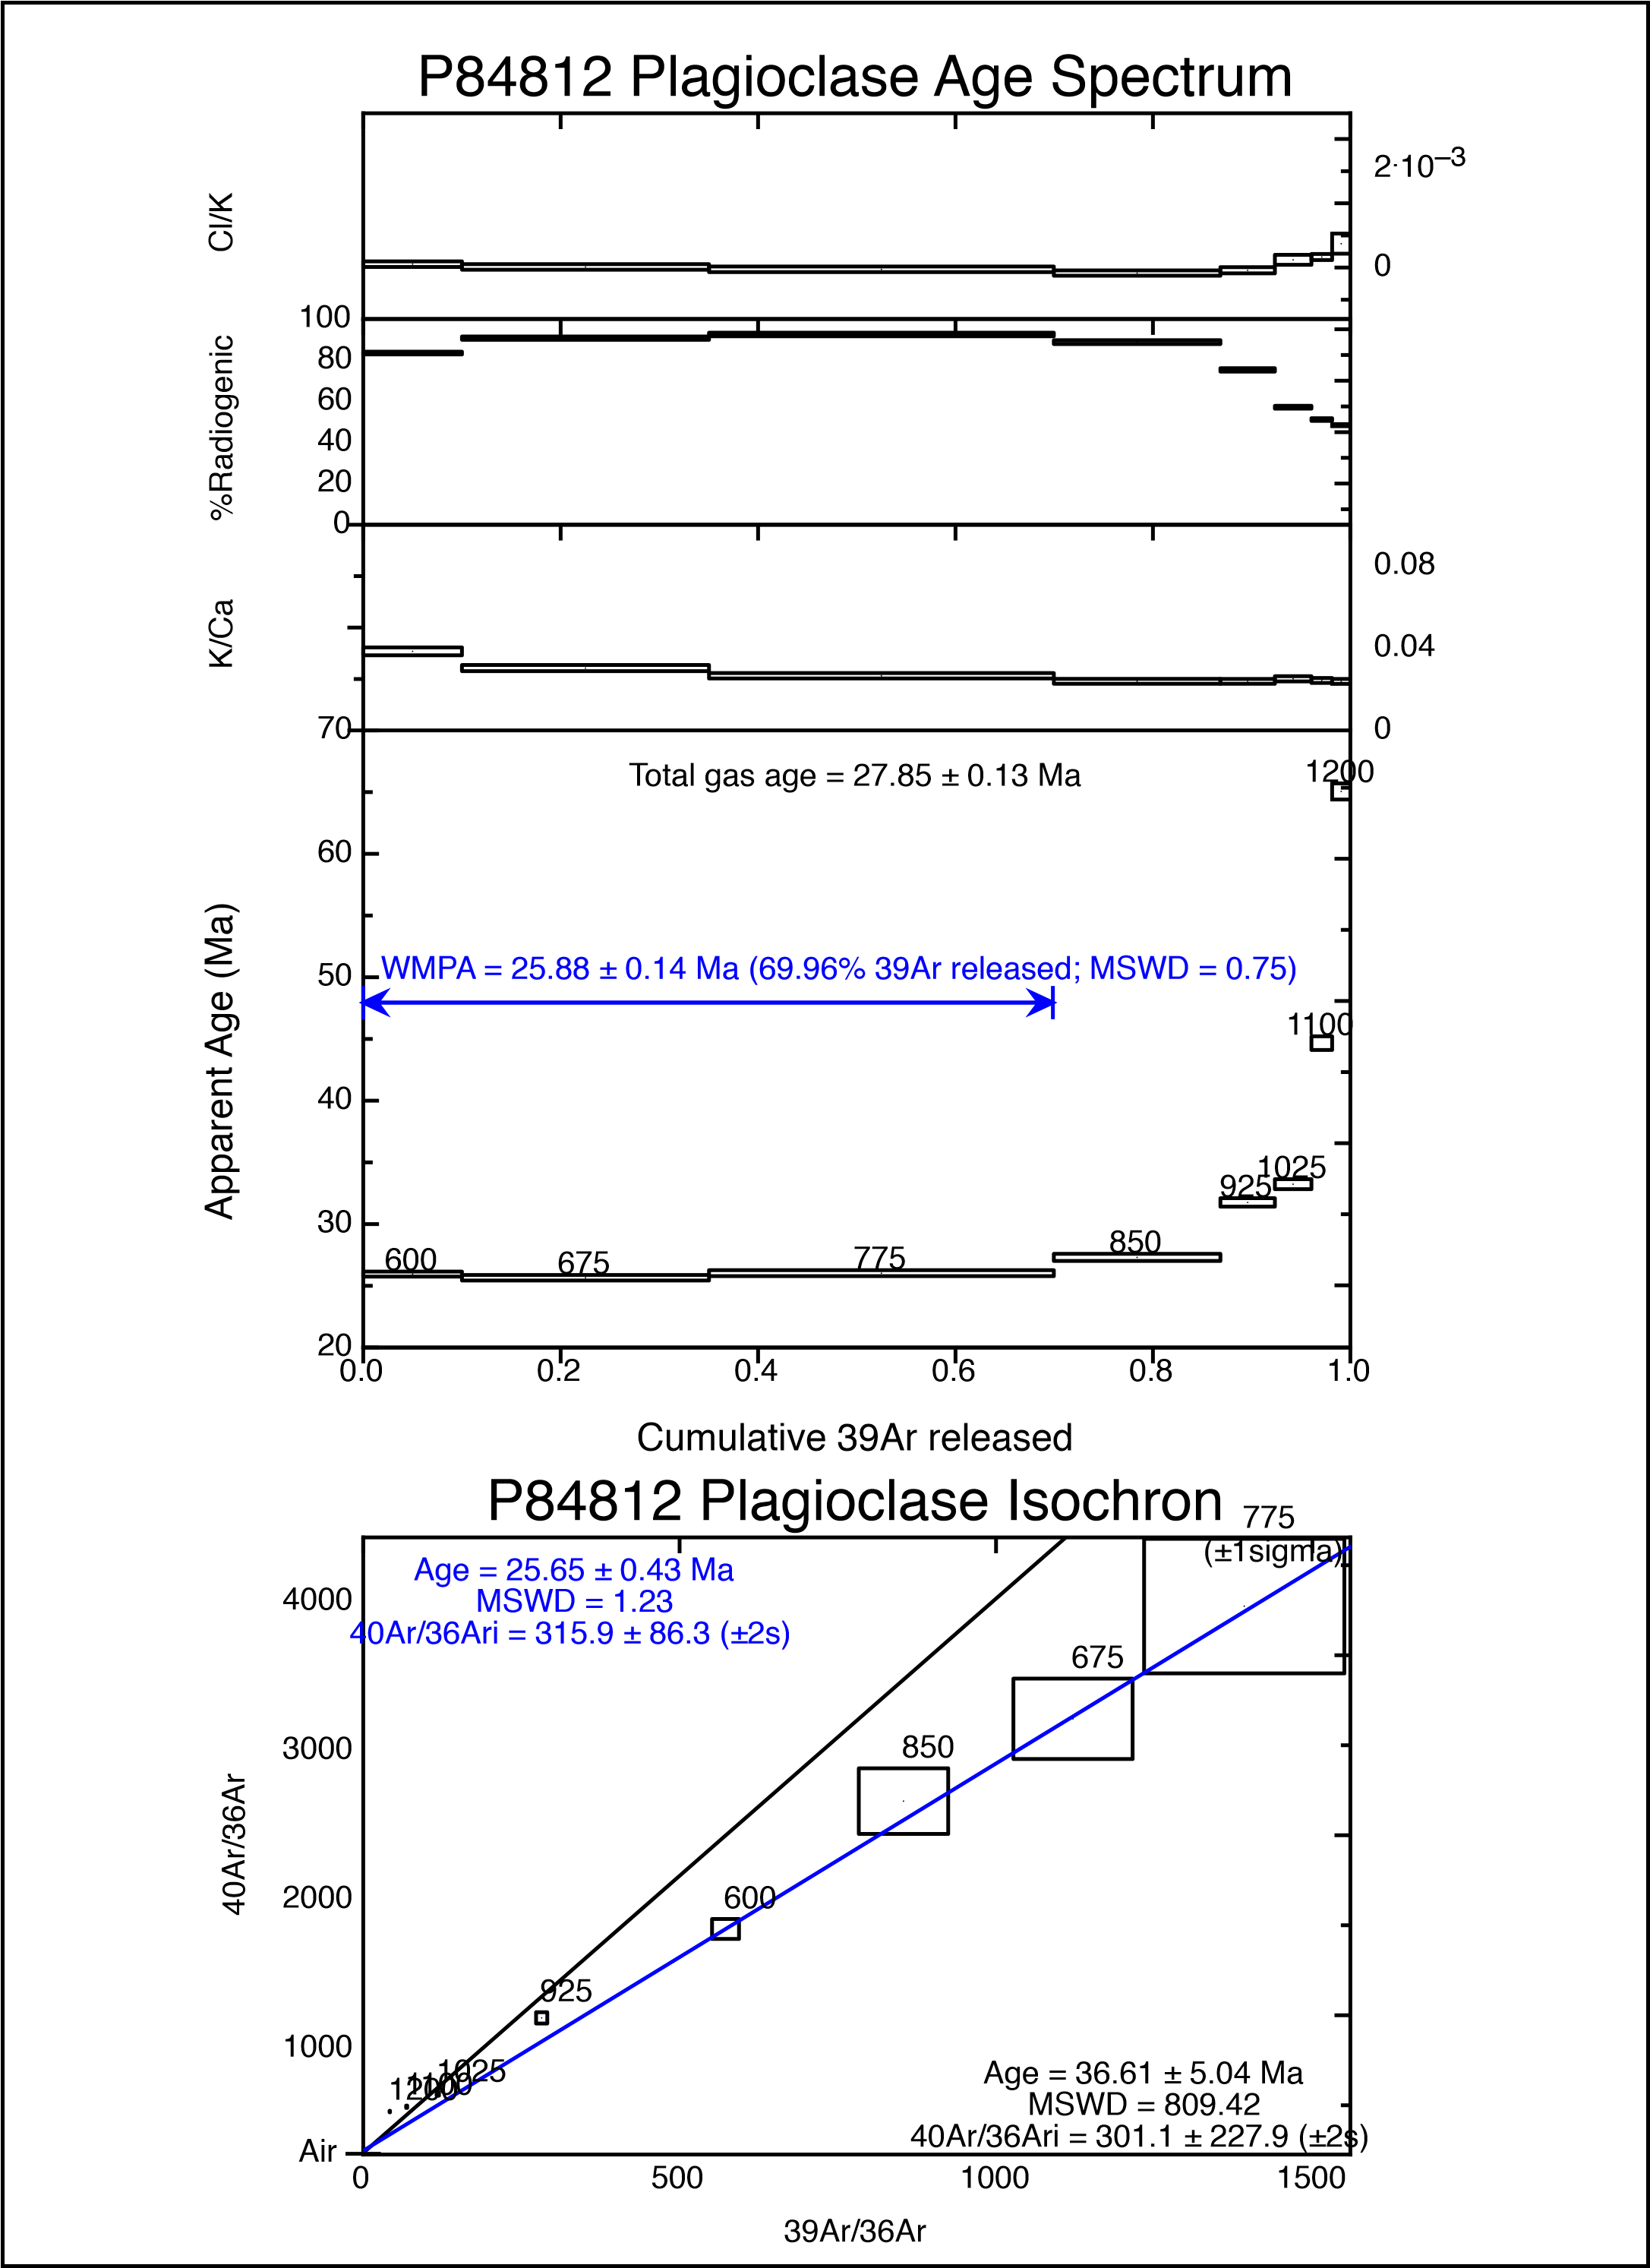 P84812 Plagioclase Age Spectrum
Cl/K
2·10–3
0
%Radiogenic
100
80
60
40
20
0
K/Ca
0.08
0.04
0
Apparent Age (Ma)
70
60
50
40
30
20
Total gas age = 27.85 ± 0.13 Ma
1200
WMPA = 25.88 ± 0.14 Ma (69.96% 39Ar released; MSWD = 0.75)
1100
1025
925
850
600
675
775
0.0
0.2
0.4
0.6
0.8
1.0
Cumulative 39Ar released
P84812 Plagioclase Isochron
775
(±1sigma)
Age = 25.65 ± 0.43 Ma
MSWD = 1.23
40Ar/36Ari = 315.9 ± 86.3 (±2s)
40Ar/36Ar
4000
3000
2000
1000
Air
675
850
600
925
1025
1100
1200
Age = 36.61 ± 5.04 Ma
MSWD = 809.42
40Ar/36Ari = 301.1 ± 227.9 (±2s)
0
500
1000
1500
39Ar/36Ar